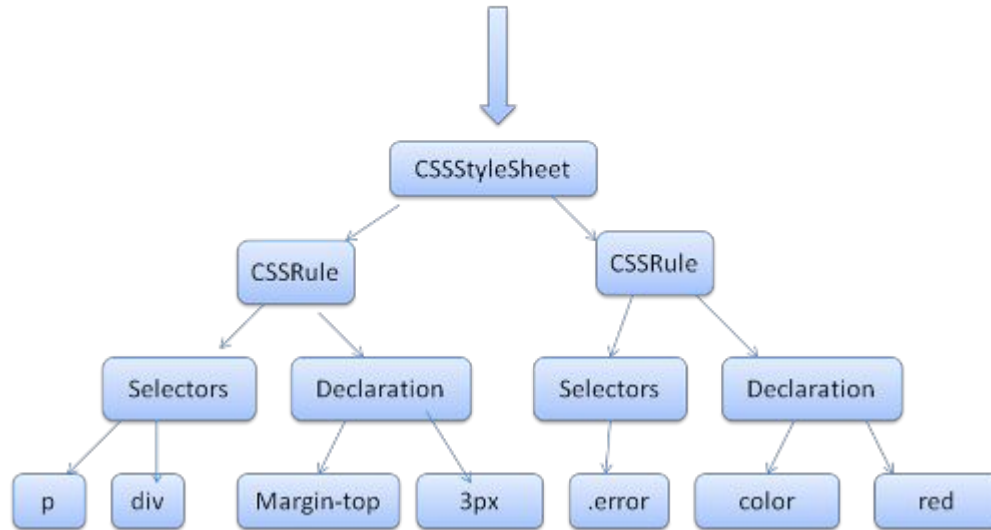 CSSStyleSheet
CSSRule
CSSRule
Selectors
Declaration
Selectors
Declaration
p
div
Margin-top
3px
.error
color
red